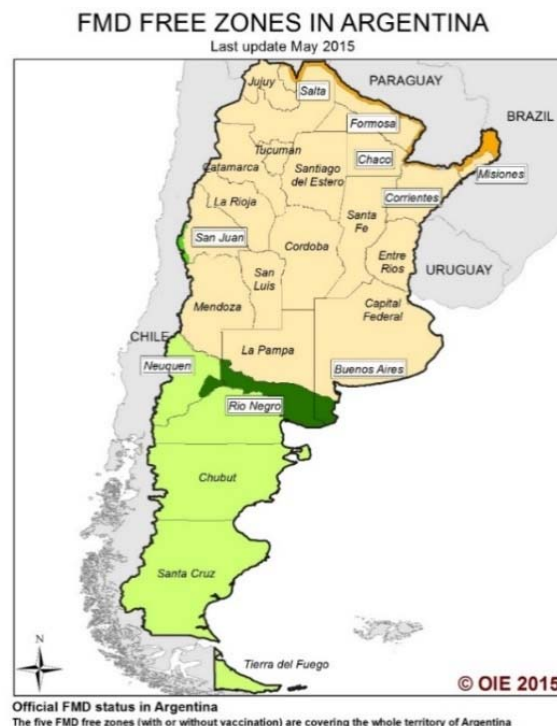 FMD FREE ZONES IN ARGENTINA
Last update May 2015
PARAGUAY
Jujuy
Salta
BRAZIL
Formosa
Tucuman
Chaco
Catamarca
Santiago
del Estero
Misiones
Corrientes
La Rioja
Santa
Fe
San Juan
Cordoba
Entre
Rios
URUGUAY
San
Luis
Mendoza
Capital
Federal
CHILE
La Pampa
Neuquen
Buenos Aires
Rio Negro
Chubut
Santa Cruz
N
Tierra del Fuego
© OIE 2015
Official FMD status in Argentina
The five FMD free zones (with or without vaccination) are covering the whole territory of Argentina